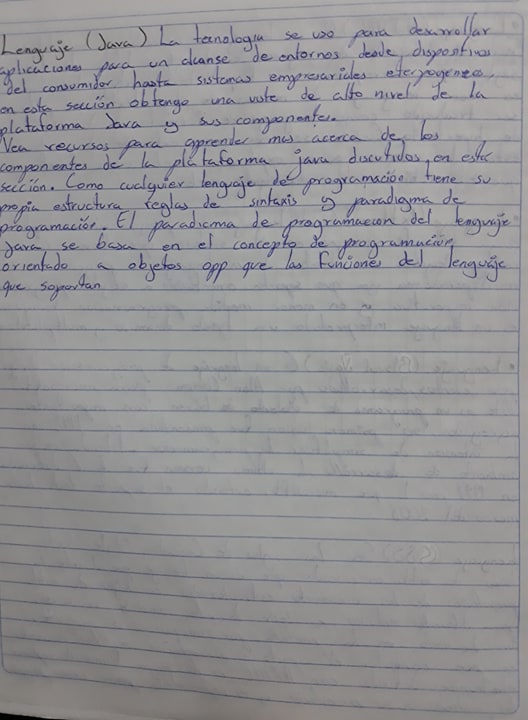 Lenguaje (Java) La tecnologia se uso para desarrollar
aplicaciones para un alcanse de entornos desde dispositivos
del consumidor hasta sistemas empresariales eterpogeneos,
en esta sección obtengo una viste de alto nivel de la
plataforma Java y sus componentes.
Vea recursos para aprender mas acerca de los
componentes de la plataforma java discutidos, en esta
sección. Como cualquier lenguaje de programación tiene su
propia estructura reglas de sintaxis y paradigma de
programación. El paradicma de programaeion del lenguaje
Java se basa en el concepto de programación
orientado a objetos opp que las Funciones del lenguaje
que soportan